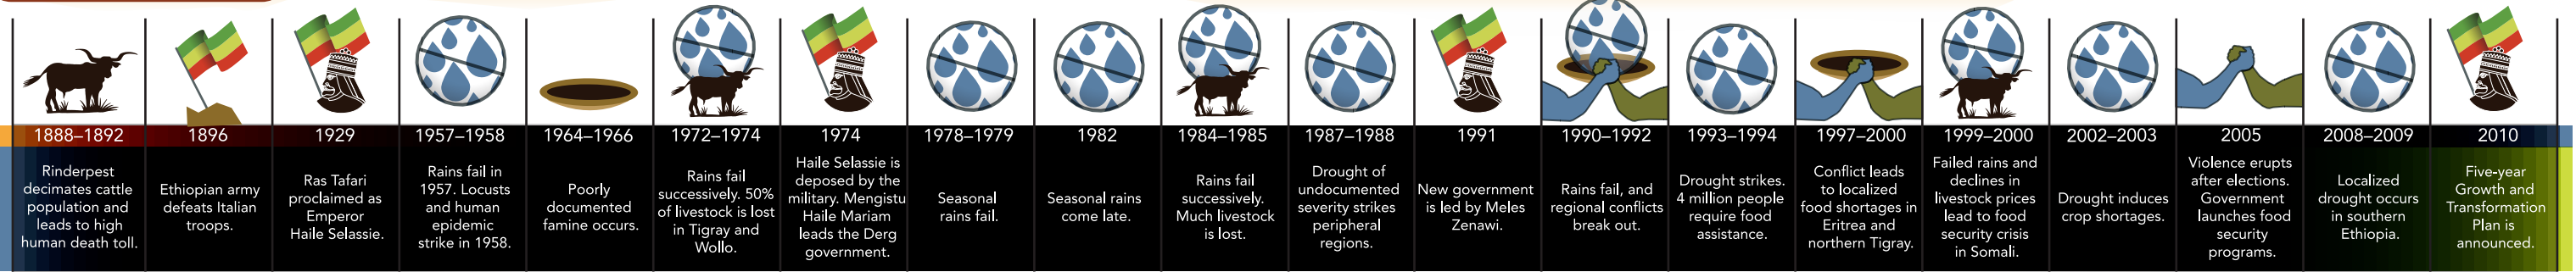 1888–1892
Rinderpest
decimates cattle
population and
leads to high
human death toll.
1896
Ethiopian army
defeats Italian
troops.
1929
Ras Tafari
proclaimed as
Emperor
Haile Selassie.
1957–1958
Rains fail in
1957. Locusts
and human
epidemic
strike in 1958.
1964–1966
Poorly
documented
famine occurs.
1972–1974
Rains fail
successively. 50%
of livestock is lost
in Tigray and
Wollo.
1974
Haile Selassie is
deposed by the
military. Mengistu
Haile Mariam
leads the Derg
government.
1978–1979
Seasonal
rains fail.
1982
Seasonal rains
come late.
1984–1985
Rains fail
successively.
Much livestock
is lost.
1987–1988
Drought of
undocumented
severity strikes
peripheral
regions.
1991
New government
is led by Meles
Zenawi.
1990–1992
Rains fail, and
regional conflicts
break out.
1993–1994
Drought strikes.
4 million people
require food
assistance.
1997–2000
Conflict leads
to localized
food shortages in
Eritrea and
northern Tigray.
1999–2000
Failed rains and
declines in
livestock prices
lead to food
security crisis
in Somali.
2002–2003
Drought induces
crop shortages.
2005
Violence erupts
after elections.
Government
launches food
security
programs.
2008–2009
Localized
drought occurs
in southern
Ethiopia.
2010
Five-year
Growth and
Transformation
Plan is
announced.